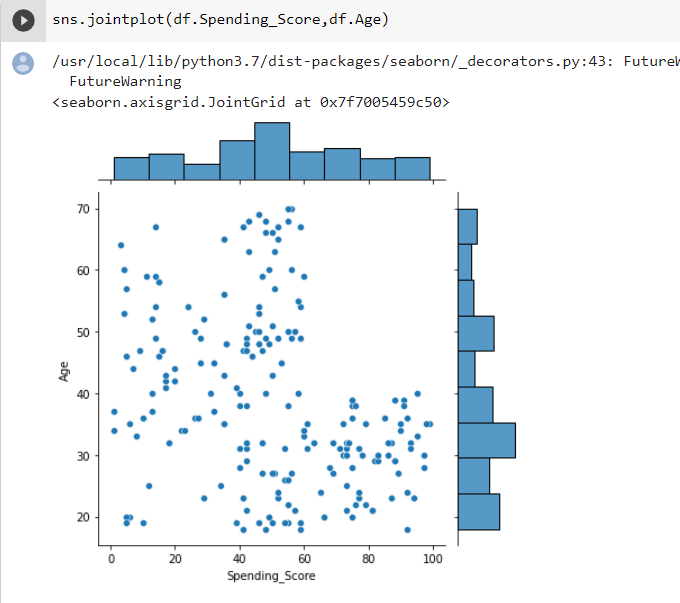 sns.jointplot(df.Spending_Score,df.Age)
/usr/local/lib/python3.7/dist-packages/seaborn/_decorators.py:43:
FutureWarning
<seaborn.axisgrid.JointGrid at 0x7f7005459c50>
70
60
50
40
30
20
Age
0 20 40 60 80 100
Spending_Score